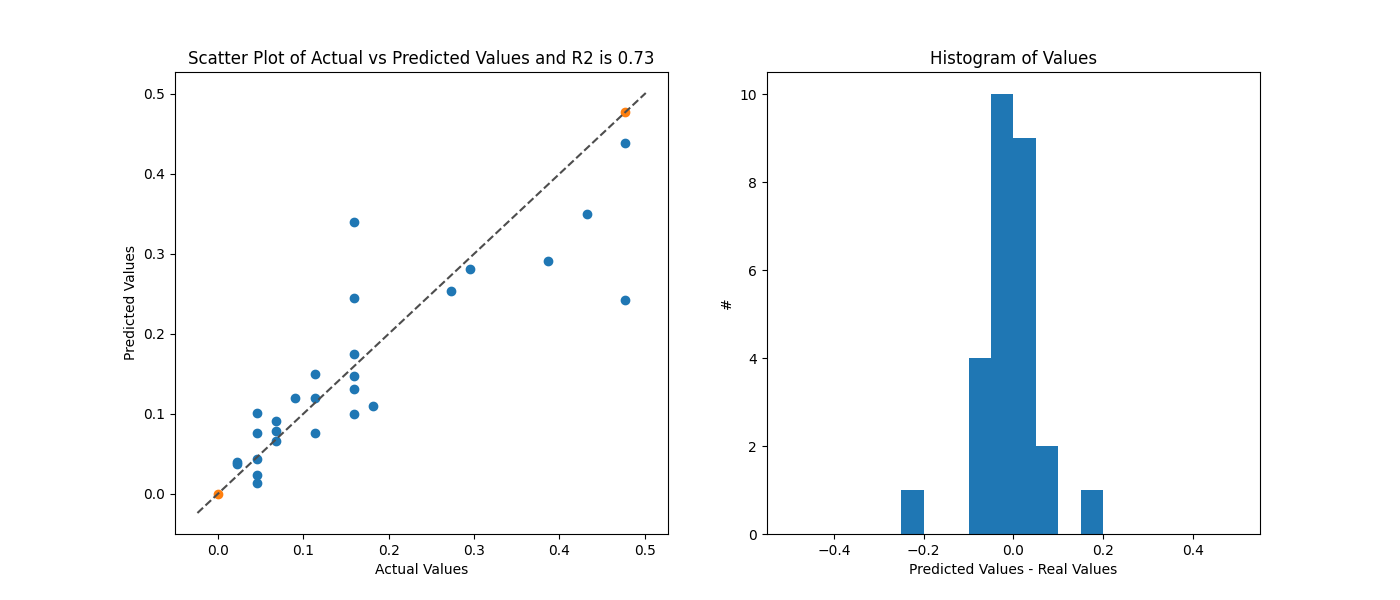 Scatter Plot of Actual vs Predicted Values and R2 is 0.73
0.5
0.4
0.3
0.2
0.1
0.0
Predicted Values
0.0 0.1 0.2 0.3 0.4 0.5
Actual Values
Histogram of Values
10
8
6
4
2
0
#
−0.4 −0.2 0.0 0.2 0.4
Predicted Values - Real Values